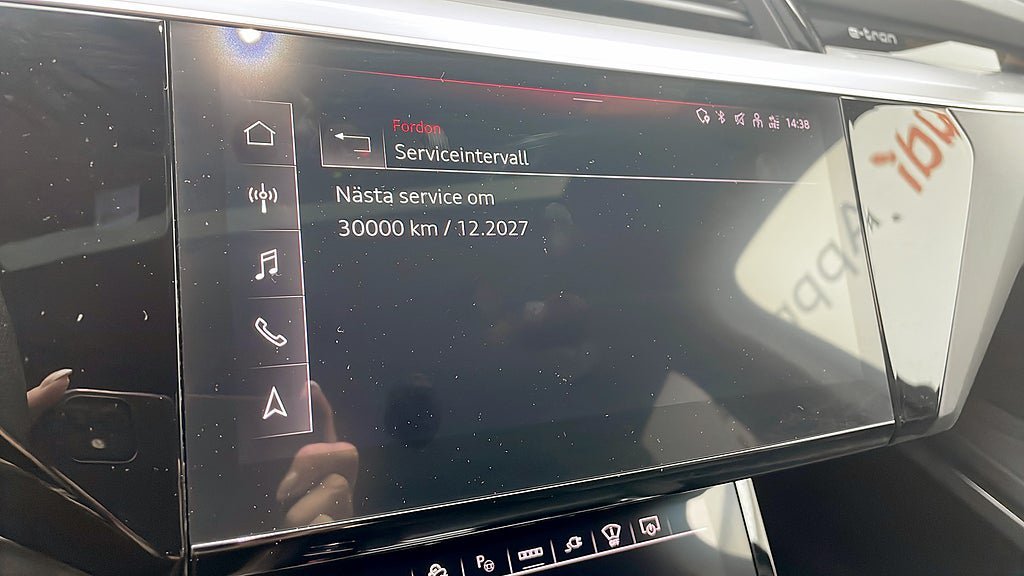 e-tron
14:38
Fordon
Serviceintervall
Nästa service om
30000 km / 12.2027